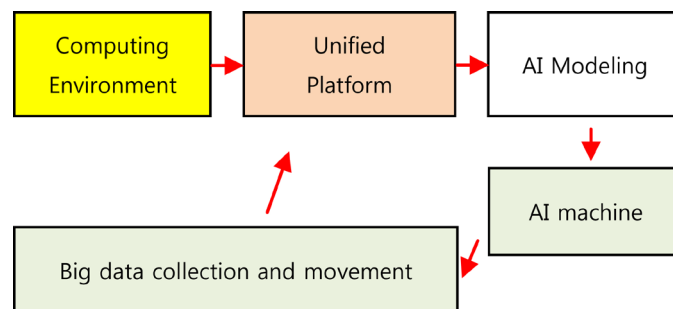 Computing
Environment
Unified
Platform
AI Modeling
AI machine
Big data collection and movement